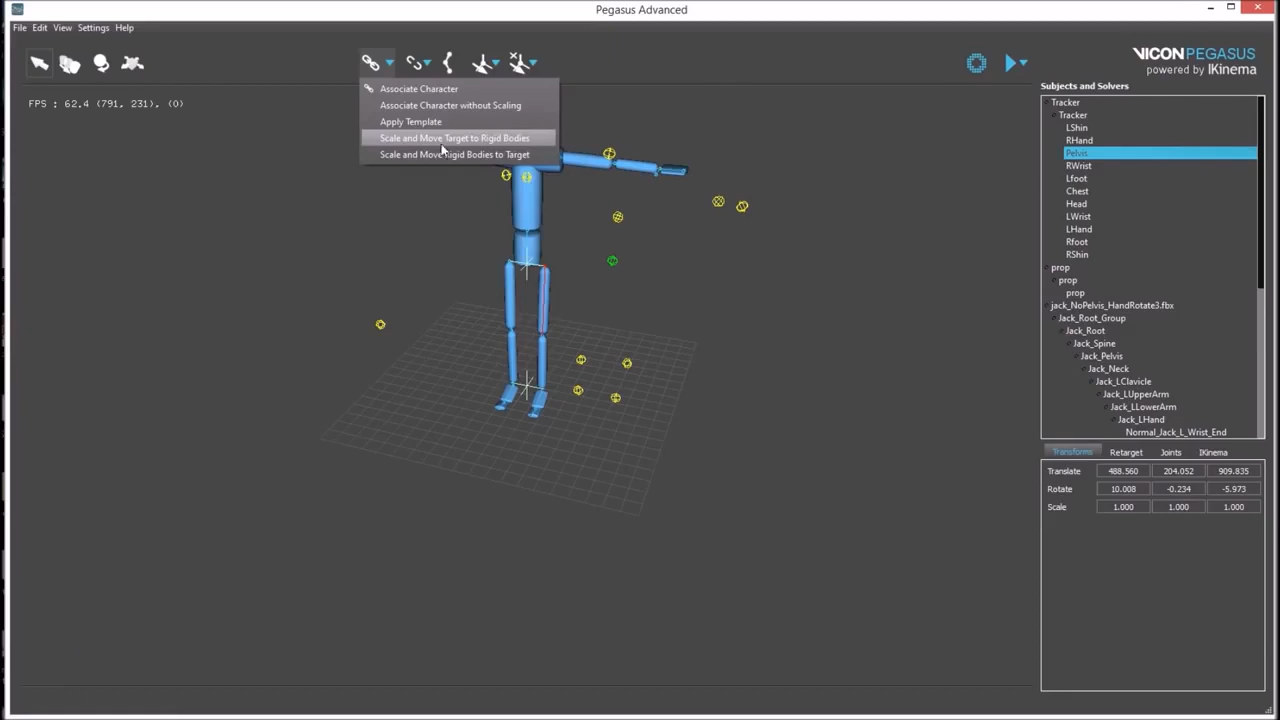 Pegasus Advanced
File Edit View Settings Help
VICON PEGASUS
powered by IKinema
Subjects and Solvers
FPS : 62.4 (791, 231), (0)
Associate Character
Associate Character without Scaling
Apply Template
Scale and Move Target to Rigid Bodies
Scale and Move Rigid Bodies to Target
Tracker
Tracker
LShin
RHand
Pelvis
RWrist
Lfoot
Chest
Head
LWrist
LHand
Rfoot
RShin
prop
prop
prop
jack_NoPelvis_HandRotate3.fbx
Jack_Root_Group
Jack_Root
Jack_Spine
Jack_Pelvis
Jack_Neck
Jack_LClavicle
Jack_LUpperArm
Jack_LLowerArm
Jack_LHand
Normal_Jack_L_Wrist_End
Transforms Retarget Joints IKinema
Translate 488.560 204.052 909.835
Rotate 10.008 -0.234 -5.973
Scale 1.000 1.000 1.000